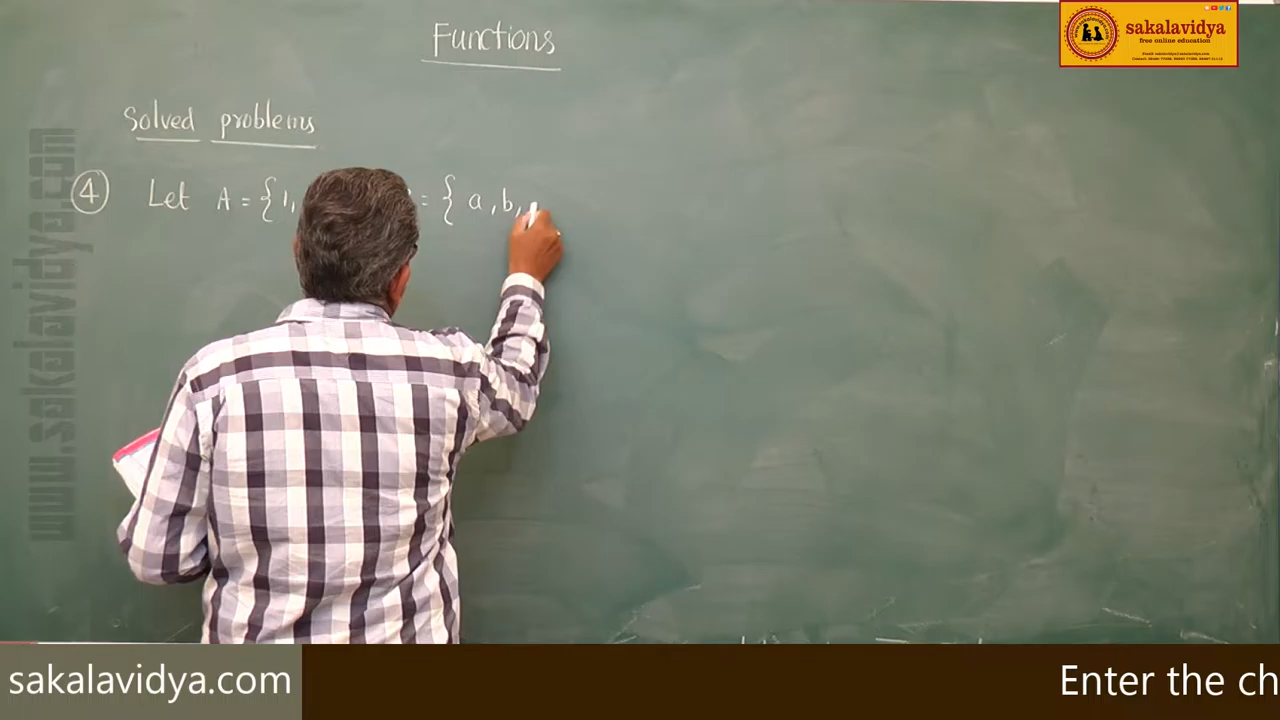 Functions
sakalavidya
free online education
Solved problems
④ Let A = {1, = { a, b,
www.sakalavidya.com
sakalavidya.com
Enter the ch